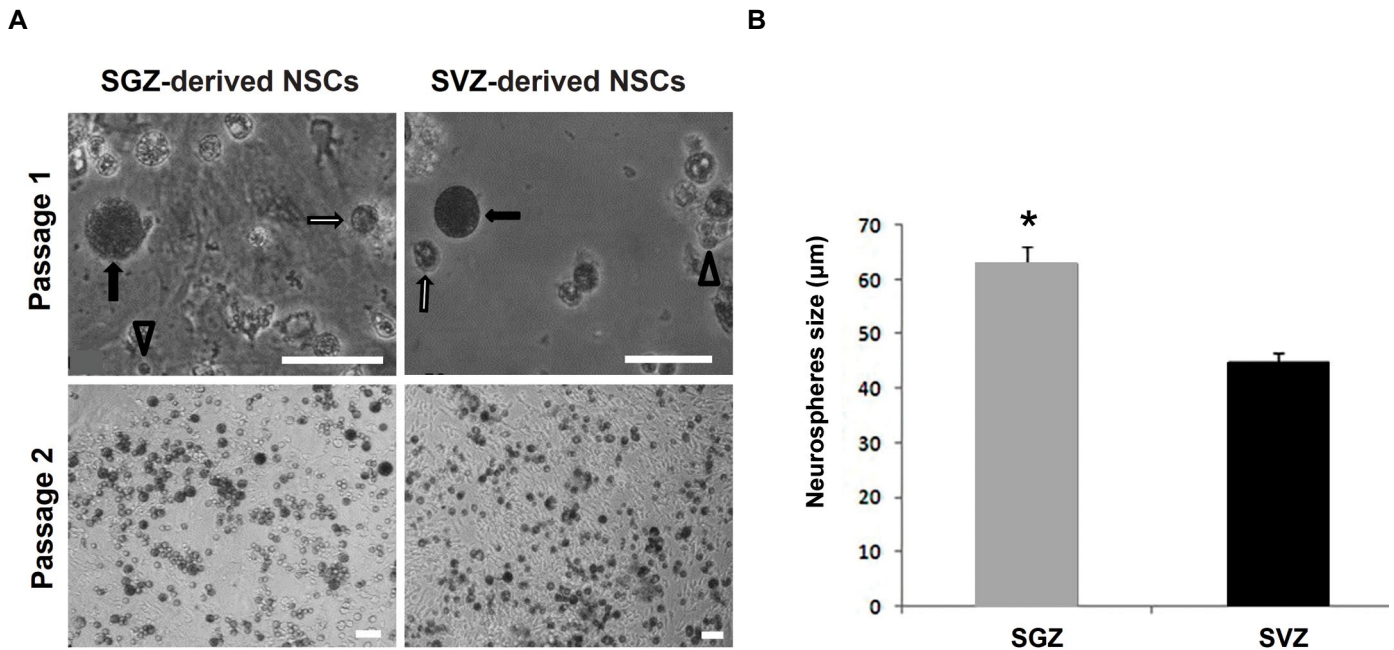 A
B
SGZ-derived NSCs
SVZ-derived NSCs
Passage 1
Passage 2
Neurospheres size (µm)
70
60
50
40
30
20
10
0
*
SGZ
SVZ